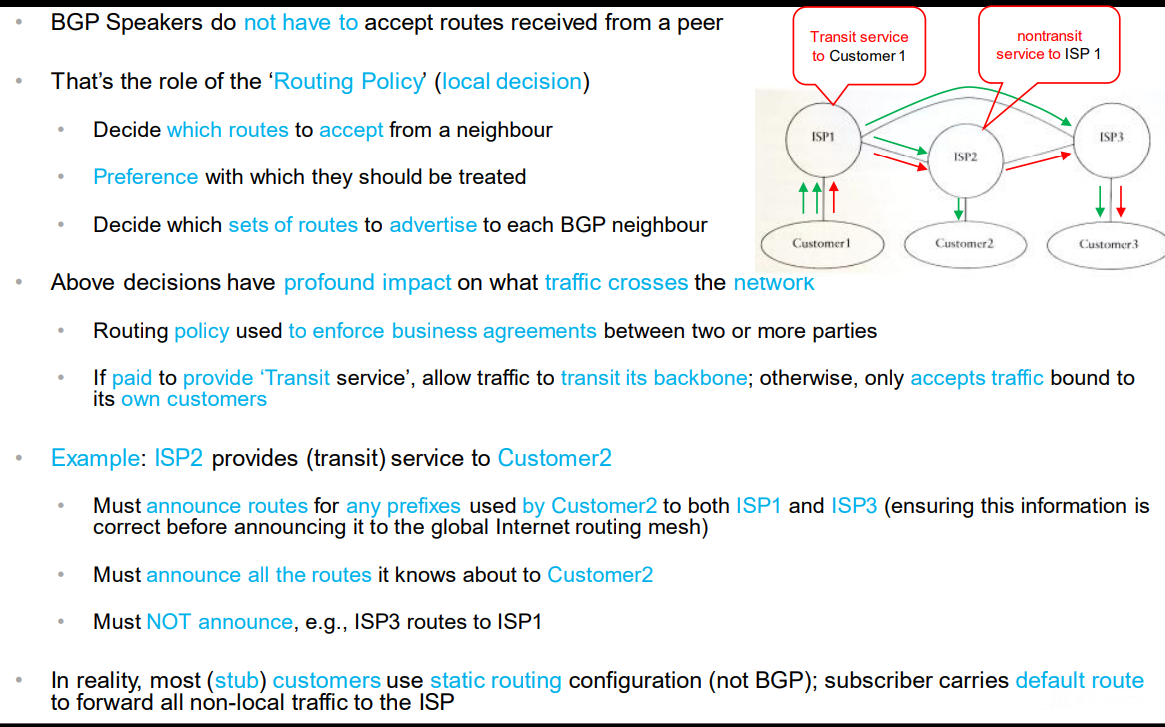 • BGP Speakers do not have to accept routes received from a peer
• That's the role of the ‘Routing Policy’ (local decision)
• Decide which routes to accept from a neighbour
• Preference with which they should be treated
• Decide which sets of routes to advertise to each BGP neighbour
Transit service
to Customer 1
nontransit
service to ISP 1
ISP1
ISP2
ISP3
Customer1
Customer2
Customer3
• Above decisions have profound impact on what traffic crosses the network
• Routing policy used to enforce business agreements between two or more parties
• If paid to provide ‘Transit service’, allow traffic to transit its backbone; otherwise, only accepts traffic bound to
its own customers
• Example: ISP2 provides (transit) service to Customer2
• Must announce routes for any prefixes used by Customer2 to both ISP1 and ISP3 (ensuring this information is
correct before announcing it to the global Internet routing mesh)
• Must announce all the routes it knows about to Customer2
• Must NOT announce, e.g., ISP3 routes to ISP1
• In reality, most (stub) customers use static routing configuration (not BGP); subscriber carries default route
to forward all non-local traffic to the ISP